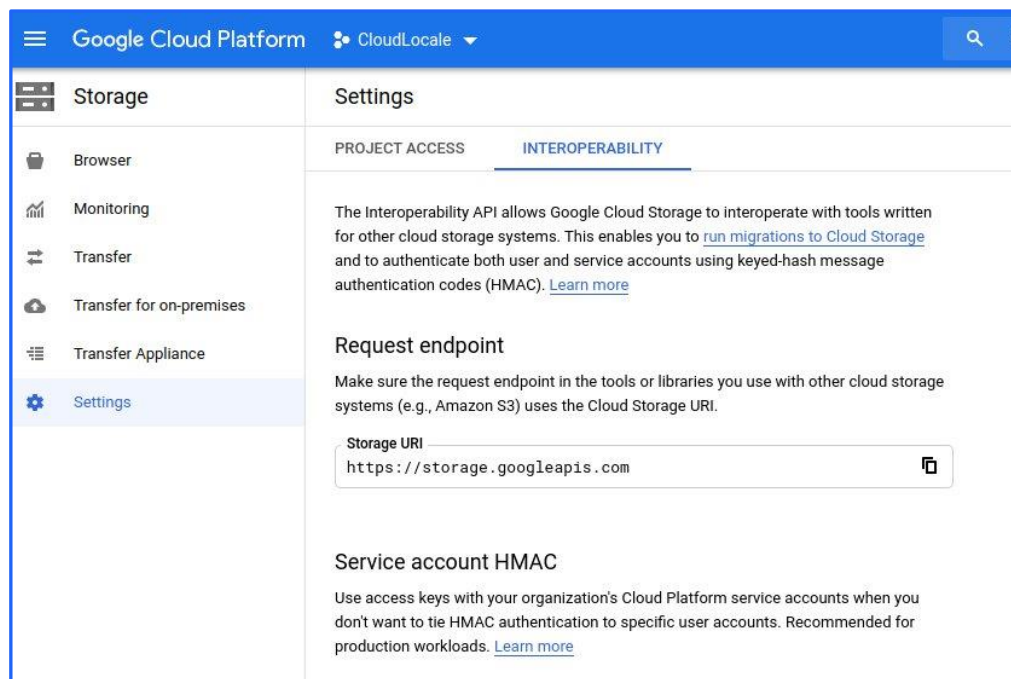 Google Cloud Platform
CloudLocale
Storage
Settings
Browser
Monitoring
Transfer
Transfer for on-premises
Transfer Appliance
Settings
PROJECT ACCESS
INTEROPERABILITY
The Interoperability API allows Google Cloud Storage to interoperate with tools written
for other cloud storage systems. This enables you to run migrations to Cloud Storage
and to authenticate both user and service accounts using keyed-hash message
authentication codes (HMAC). Learn more
Request endpoint
Make sure the request endpoint in the tools or libraries you use with other cloud storage
systems (e.g., Amazon S3) uses the Cloud Storage URI.
Storage URI
https://storage.googleapis.com
Service account HMAC
Use access keys with your organization's Cloud Platform service accounts when you
don't want to tie HMAC authentication to specific user accounts. Recommended for
production workloads. Learn more